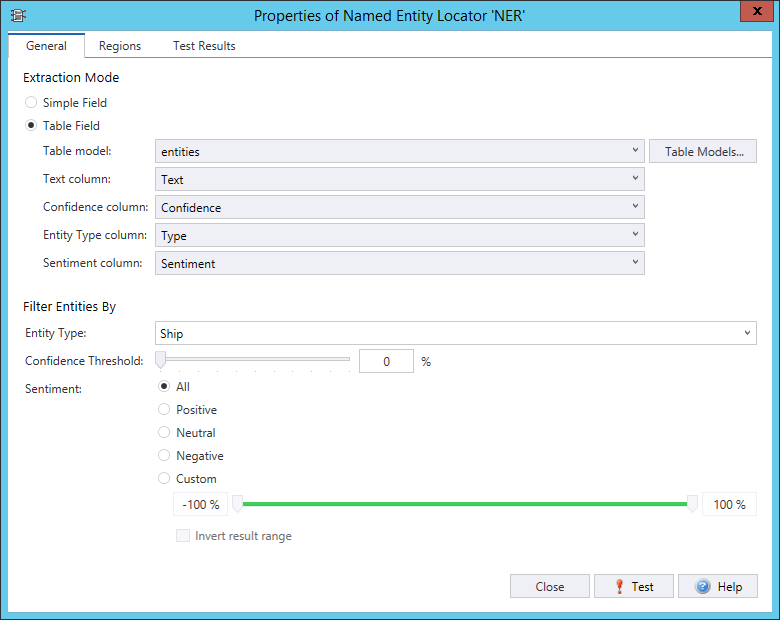 Properties of Named Entity Locator 'NER'
General Regions Test Results
Extraction Mode
Simple Field
Table Field
Table model: entities Table Models...
Text column: Text
Confidence column: Confidence
Entity Type column: Type
Sentiment column: Sentiment
Filter Entities By
Entity Type: Ship
Confidence Threshold: 0 %
Sentiment: All
Positive
Neutral
Negative
Custom
-100 % 100 %
Invert result range
Close Test Help